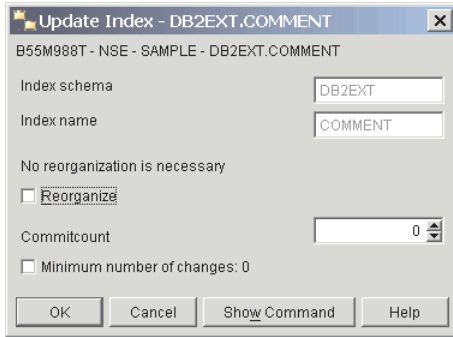 Update Index - DB2EXT.COMMENT
B55M988T - NSE - SAMPLE - DB2EXT.COMMENT
Index schema DB2EXT
Index name COMMENT
No reorganization is necessary
Reorganize
Commitcount 0
Minimum number of changes: 0
OK Cancel Show Command Help